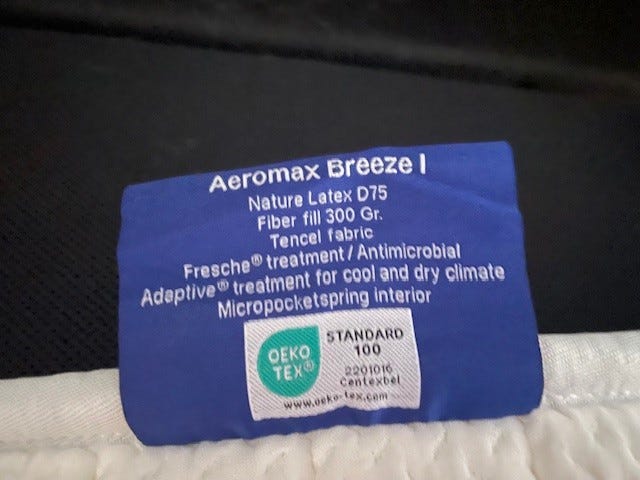 Aeromax Breeze I
Nature Latex D75
Fiber fill 300 Gr.
Tencel fabric
Fresche® treatment / Antimicrobial
Adaptive® treatment for cool and dry climate
Micropocketspring interior
OEKO
TEX®
STANDARD
100
2201016
Centexbel
www.oeko-tex.com